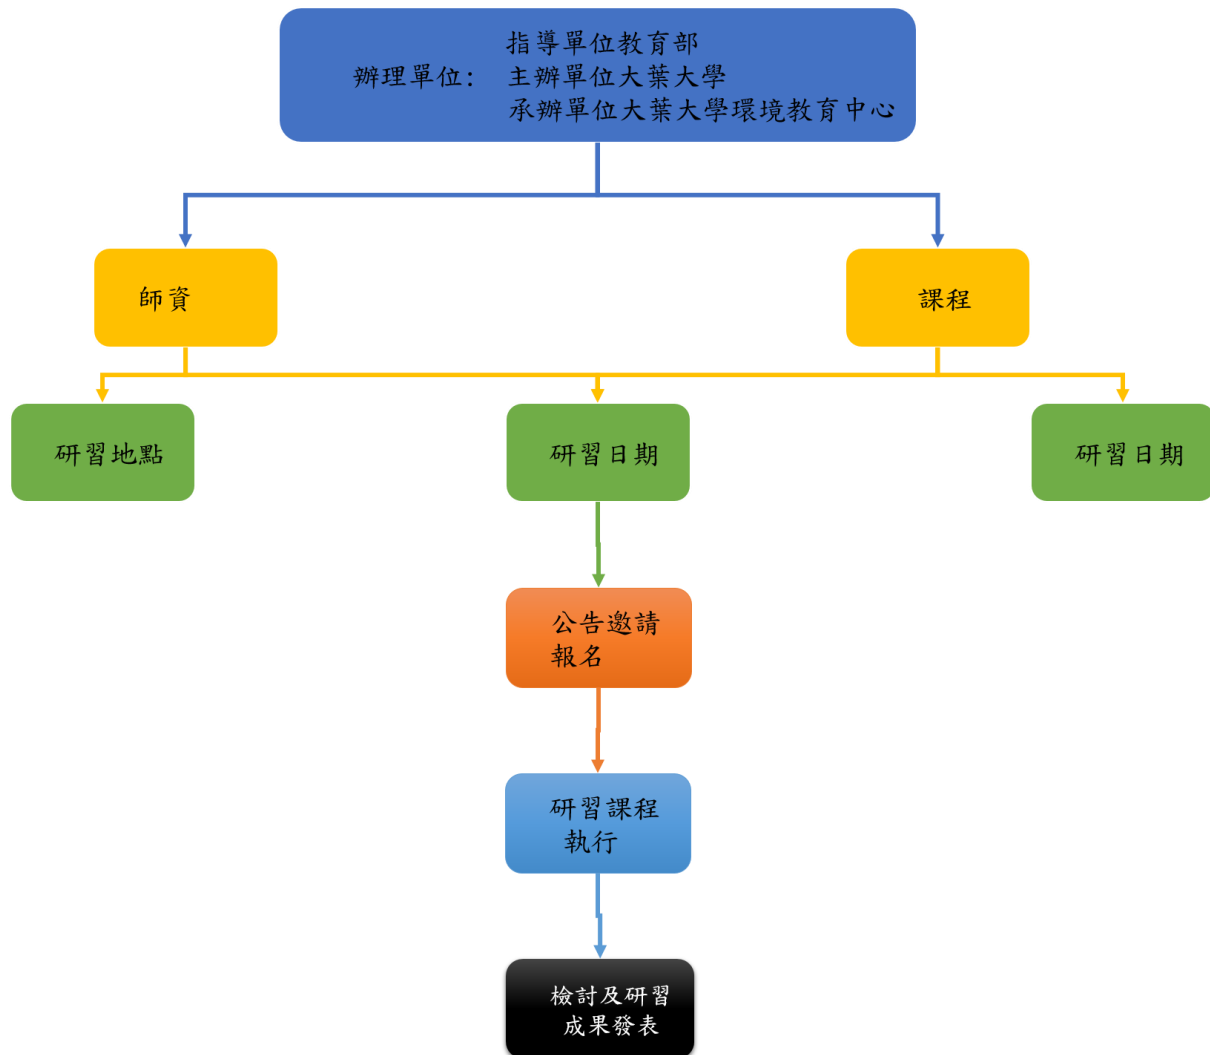 指導單位教育部
辦理單位: 主辦單位大葉大學
承辦單位大葉大學環境教育中心
師資
課程
研習地點
研習日期
研習日期
公告邀請
報名
研習課程
執行
檢討及研習
成果發表